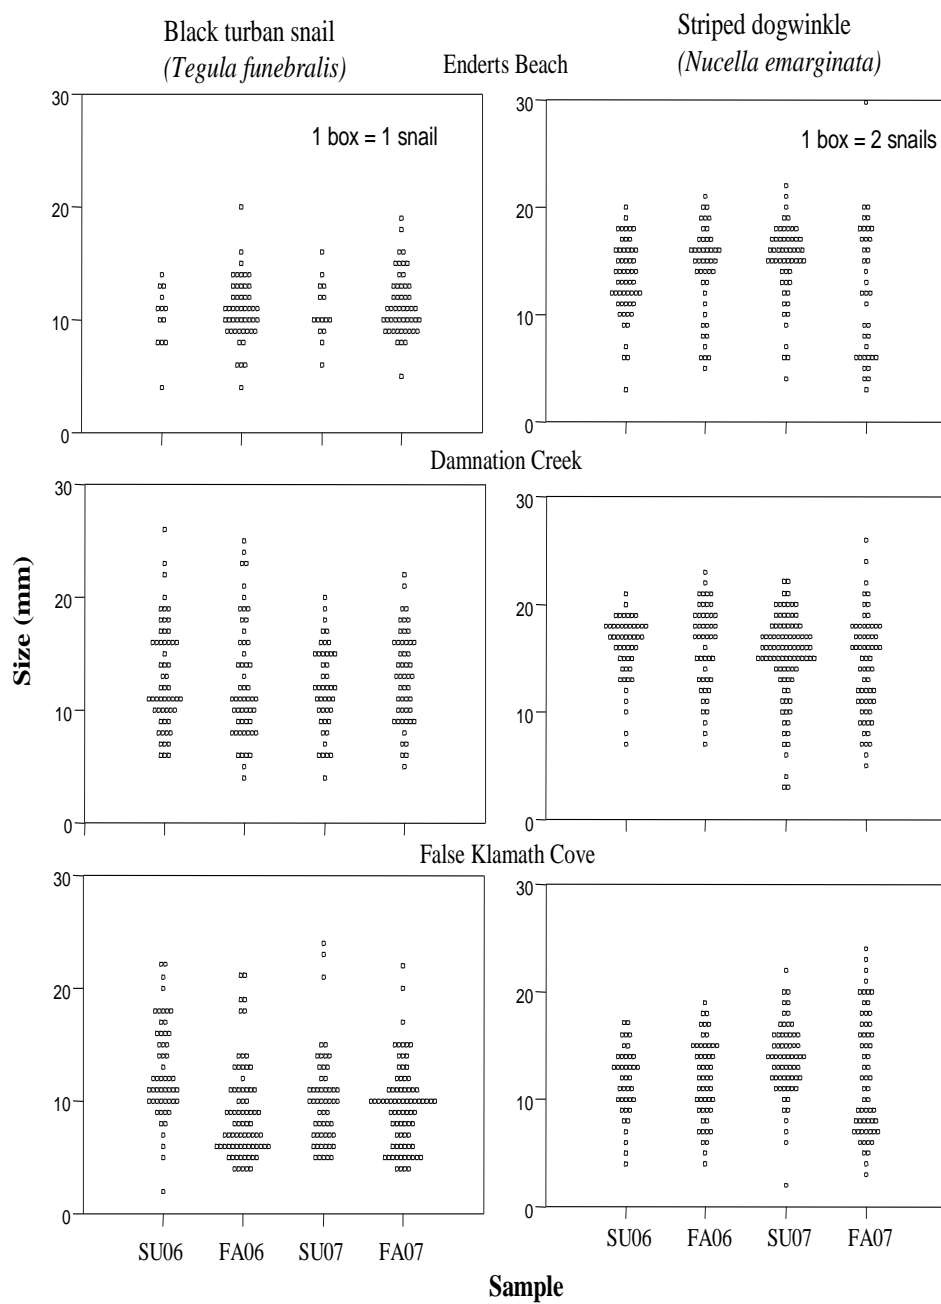 Black turban snail
(Tegula funebralis)
Striped dogwinkle
(Nucella emarginata)
Enderts Beach
30
20
10
0
1 box = 1 snail
30
20
10
0
1 box = 2 snails
Damnation Creek
30
20
10
0
30
20
10
0
Size (mm)
False Klamath Cove
30
20
10
0
30
20
10
0
SU06 FA06 SU07 FA07
SU06 FA06 SU07 FA07
Sample